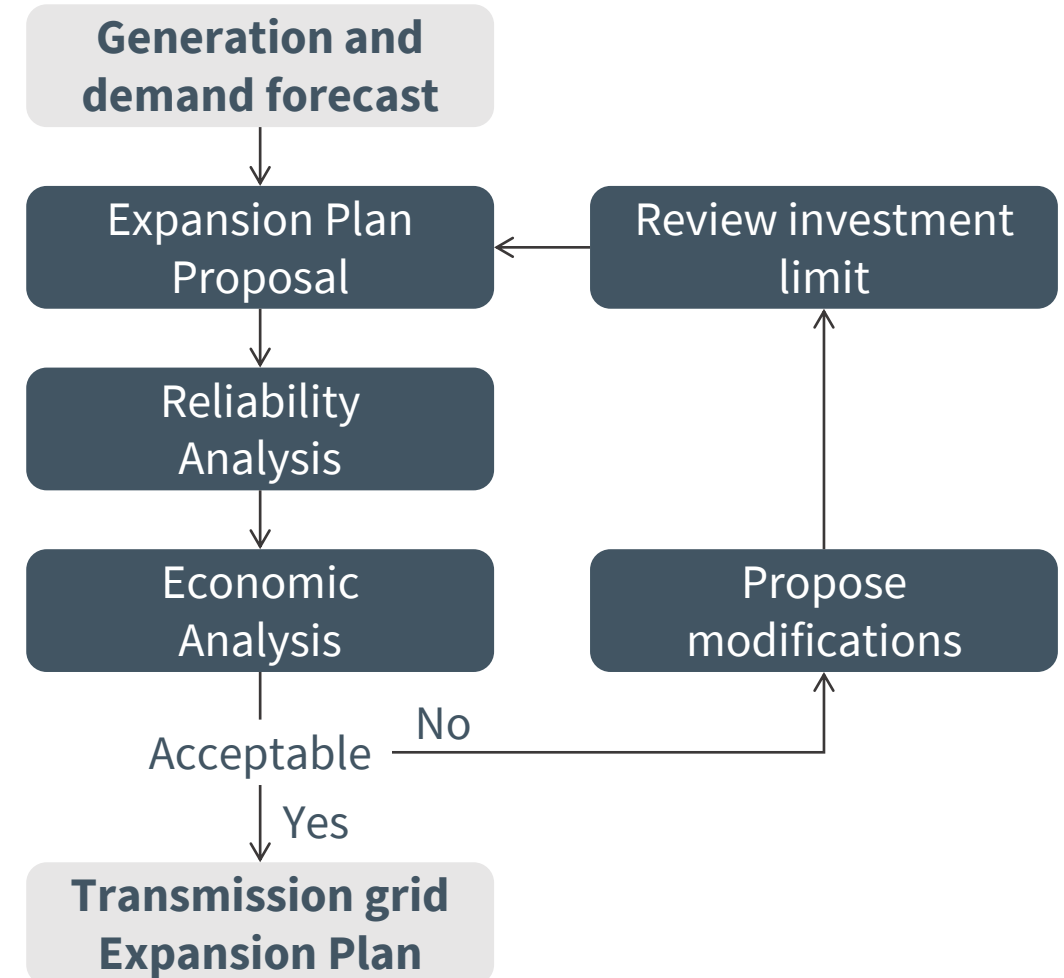 Generation and
demand forecast
Expansion Plan
Proposal
Review investment
limit
Reliability
Analysis
Economic
Analysis
Propose
modifications
No
Acceptable
Yes
Transmission grid
Expansion Plan